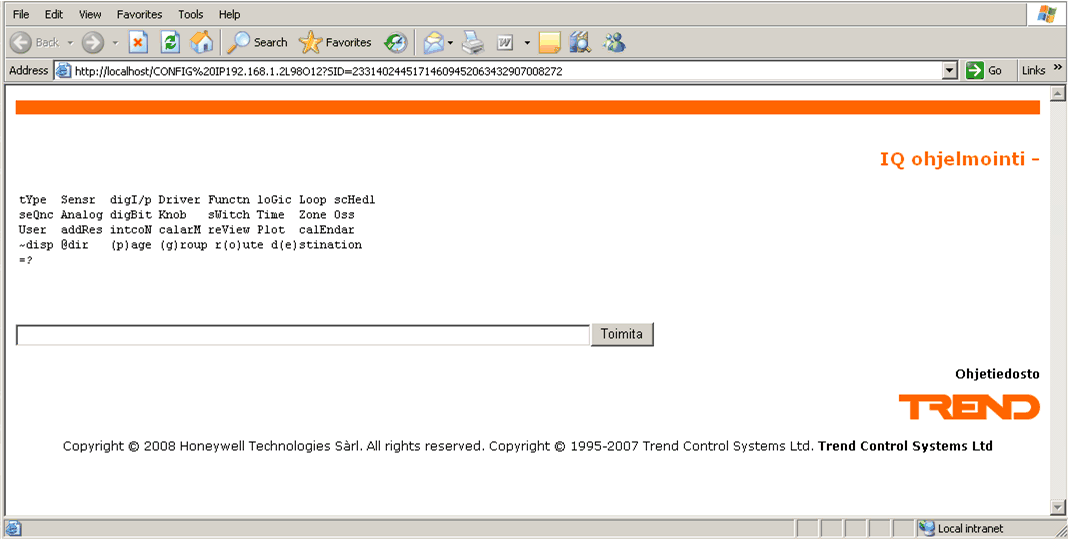 File Edit View Favorites Tools Help
Back Search Favorites
Address http://localhost/CONFIG%20IP192.168.1.2L98O12?SID=2331402445171460945206343290700827​2 Go Links »
IQ ohjelmointi -
tYpe Sensr digI/p Driver Functn loGic Loop scHedl
seQnc Analog digBit Knob sWitch Time Zone Oss
User addRes intcoN calarM reView Plot calEndar
~disp @dir (p)age (g)roup r(o)ute d(e)stination
=?
Toimita
Ohjetiedosto
TREND
Copyright © 2008 Honeywell Technologies Sàrl. All rights reserved. Copyright © 1995-2007 Trend Control Systems Ltd. Trend Control Systems Ltd
Local intranet